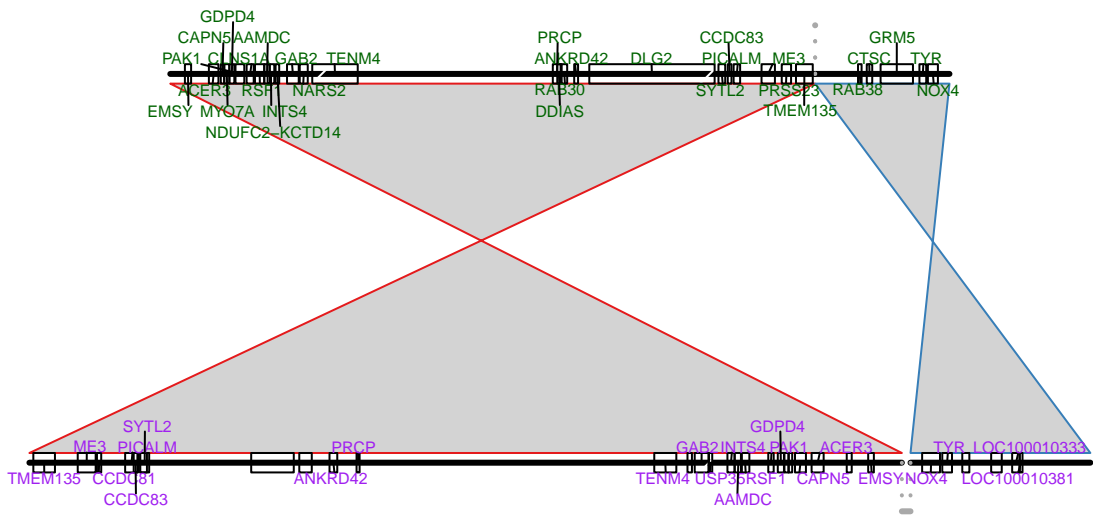 GDPD4
CAPN5 AAMDC PRCP CCDC83 GRM5
PAK1 CLNS1A GAB2 TENM4 ANKRD42 DLG2 PICALM ME3 CTSC TYR
ACER3 RSF1 NARS2 RAB30 SYTL2 PRSS23 RAB38 NOX4
EMSY MYO7A INTS4 DDIAS TMEM135
NDUFC2−KCTD14
SYTL2 GDPD4
ME3 PICALM PRCP GAB2 INTS4 PAK1 ACER3 TYR LOC100010333
TMEM135 CCDC81 ANKRD42 TENM4 USP35 RSF1 CAPN5 EMSY NOX4 LOC100010381
CCDC83 AAMDC